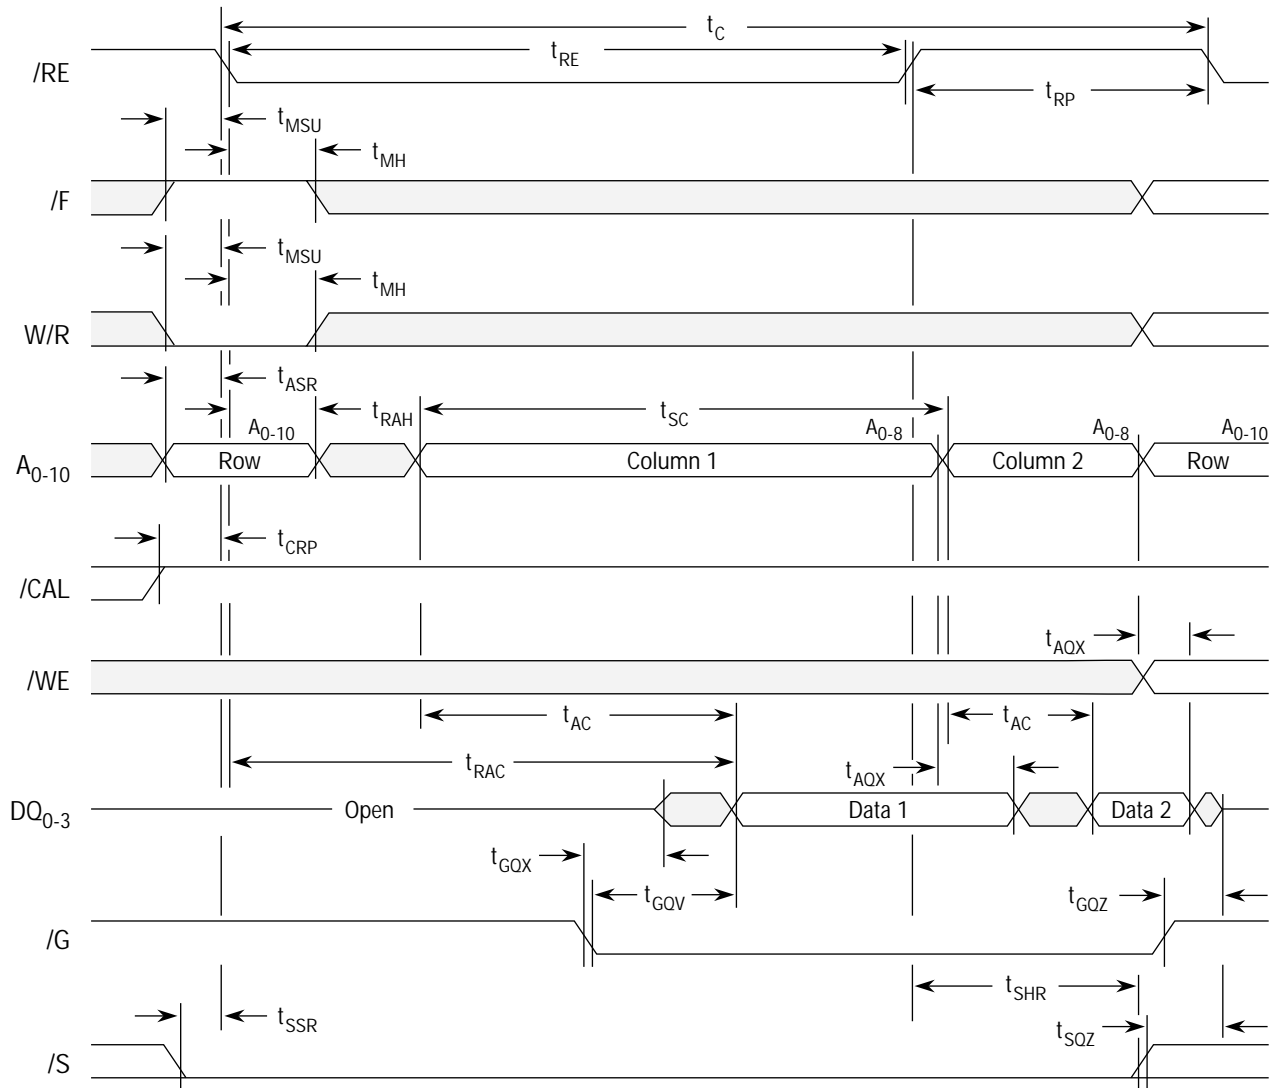 tC
/RE
tRE
tRP
tMSU
tMH
/F
tMSU
tMH
W/R
tASR
tRAH
tSC
A0-10
A0-8
A0-8
A0-10
A0-10
Row
Column 1
Column 2
Row
tCRP
/CAL
tAQX
/WE
tAC
tAC
tRAC
tAQX
DQ0-3
Open
Data 1
Data 2
tGQX
tGQV
tGQZ
/G
tSHR
tSSR
tSQZ
/S